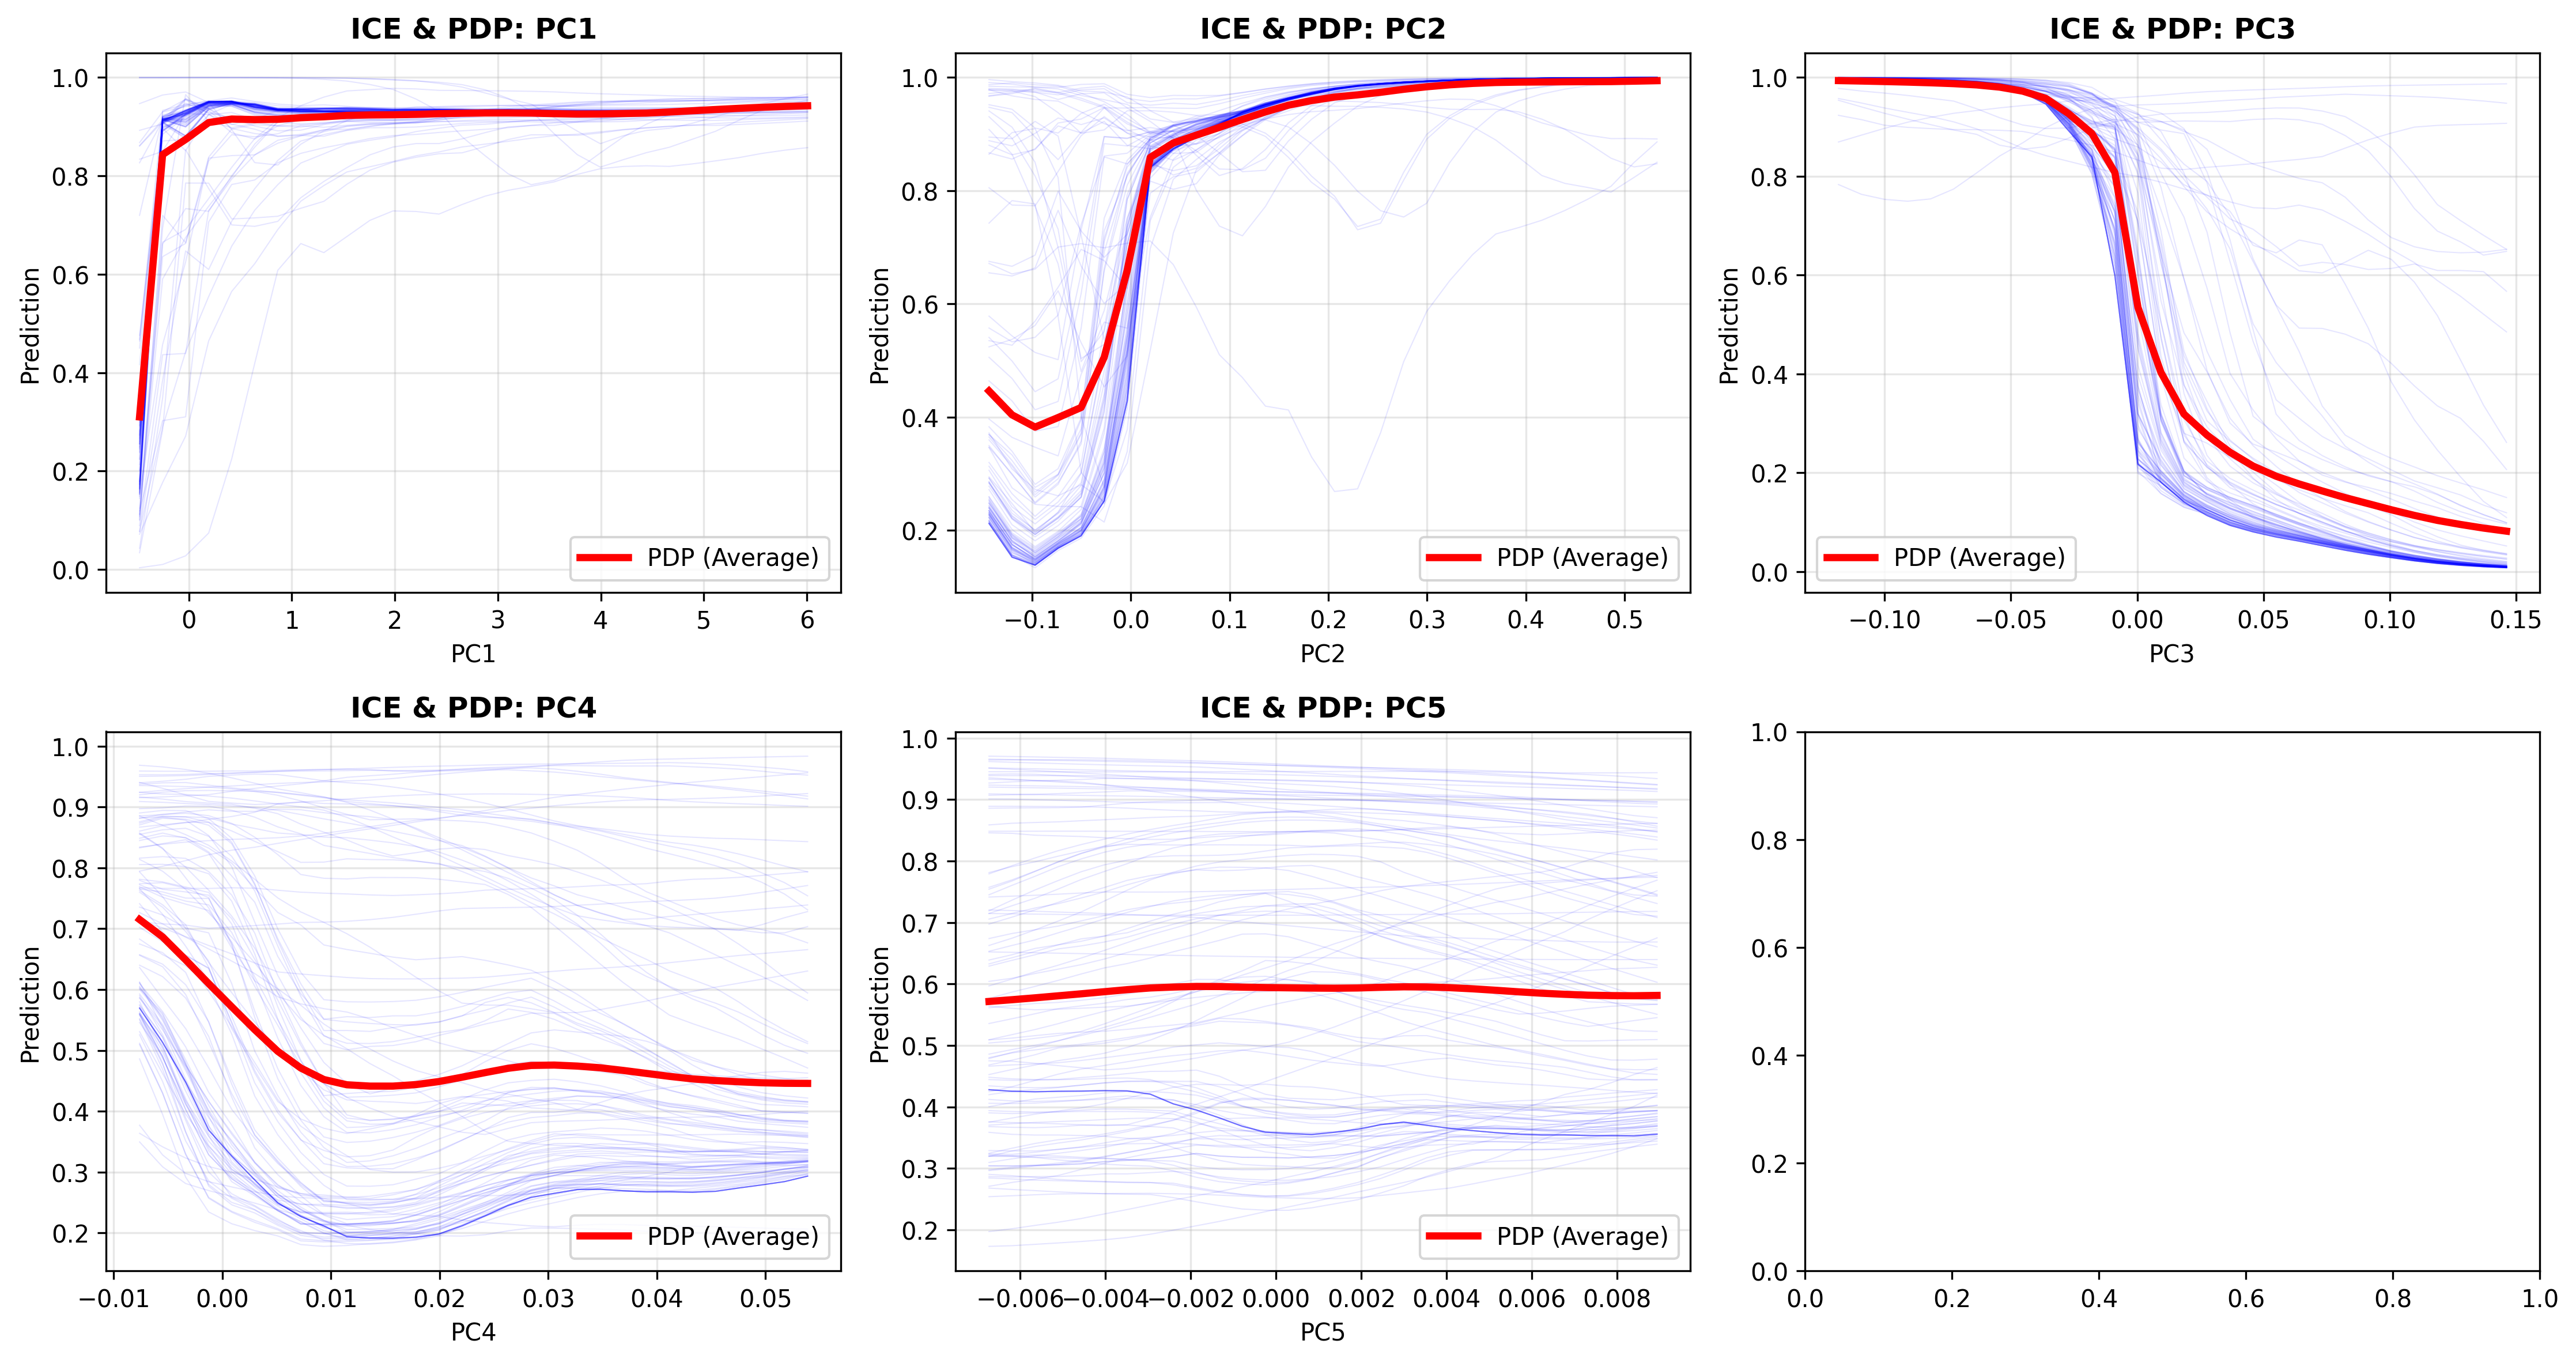 ICE & PDP: PC1
1.0
0.8
0.6
0.4
0.2
0.0
Prediction
PDP (Average)
0 1 2 3 4 5 6
PC1
ICE & PDP: PC2
1.0
0.8
0.6
0.4
0.2
Prediction
PDP (Average)
−0.1 0.0 0.1 0.2 0.3 0.4 0.5
PC2
ICE & PDP: PC3
1.0
0.8
0.6
0.4
0.2
0.0
Prediction
PDP (Average)
−0.10 −0.05 0.00 0.05 0.10 0.15
PC3
ICE & PDP: PC4
1.0
0.9
0.8
0.7
0.6
0.5
0.4
0.3
0.2
Prediction
PDP (Average)
−0.01 0.00 0.01 0.02 0.03 0.04 0.05
PC4
ICE & PDP: PC5
1.0
0.9
0.8
0.7
0.6
0.5
0.4
0.3
0.2
Prediction
PDP (Average)
−0.006 −0.004 −0.002 0.000 0.002 0.004 0.006 0.008
PC5
1.0
0.8
0.6
0.4
0.2
0.0
0.0 0.2 0.4 0.6 0.8 1.0